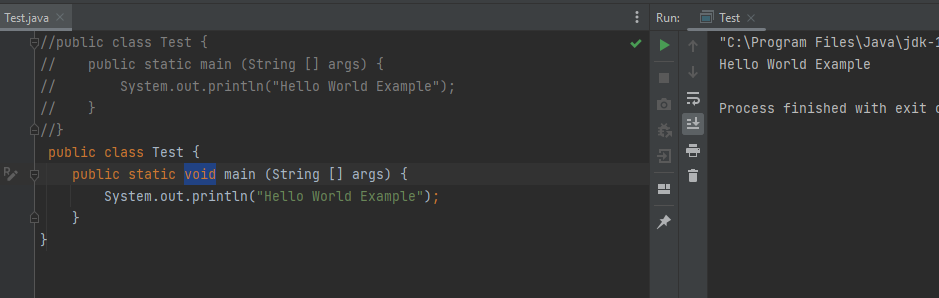 Test.java
//public class Test {
//    public static main (String [] args) {
//        System.out.println("Hello World Example");
//    }
//}
public class Test {
    public static void main (String [] args) {
        System.out.println("Hello World Example");
    }
}
Run: Test
"C:\Program Files\Java\jdk-1
Hello World Example
Process finished with exit